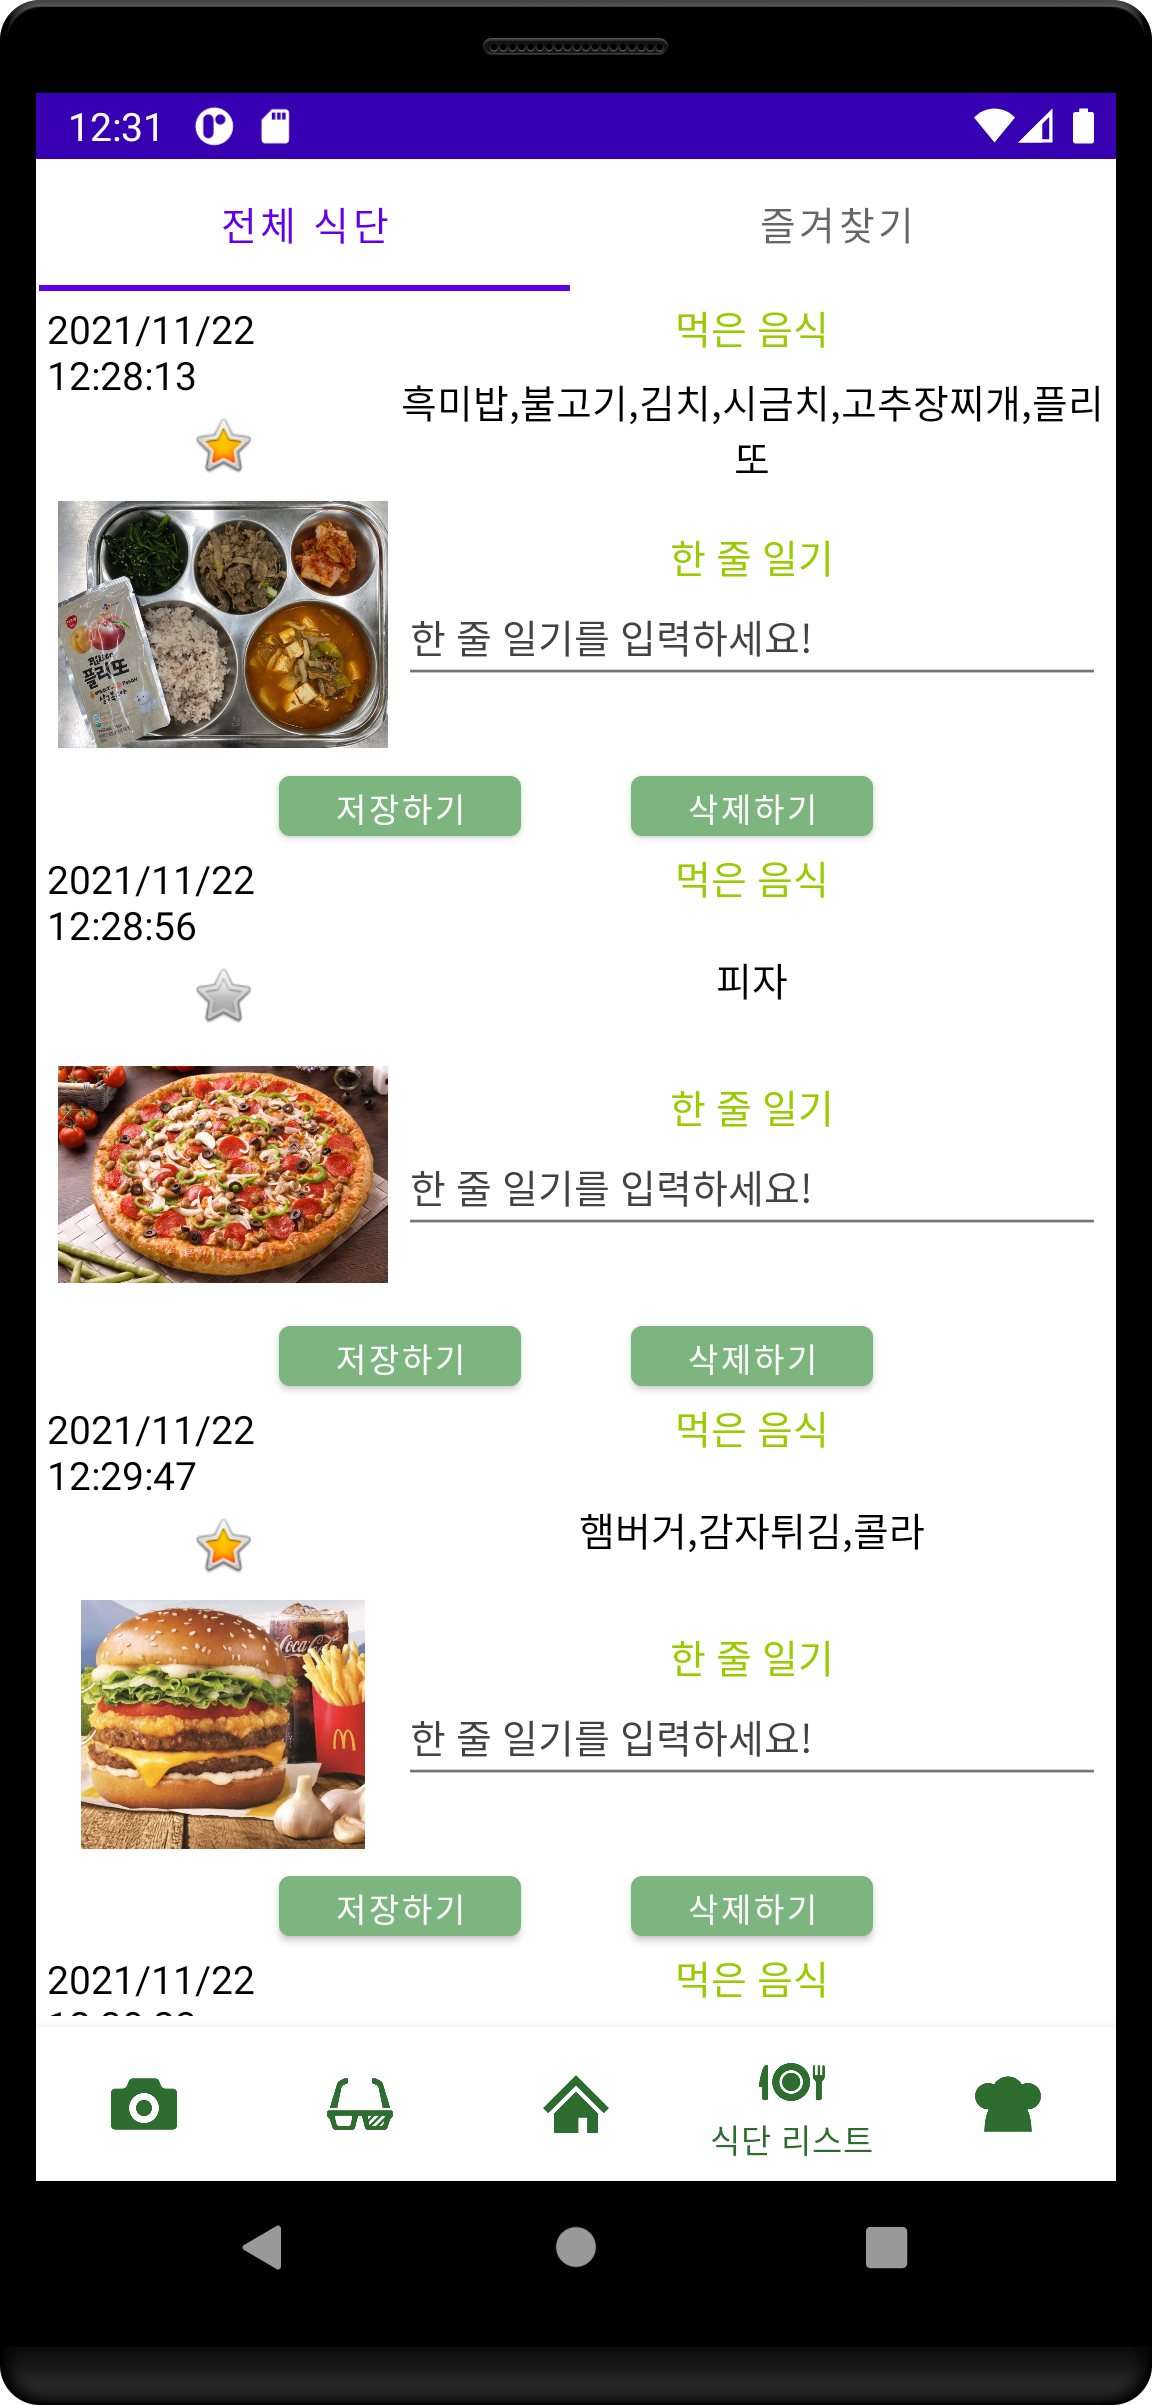 12:31
전체 식단
즐겨찾기
2021/11/22
12:28:13
먹은 음식
흑미밥,불고기,김치,시금치,고추장찌개,플리
또
플리또
한 줄 일기
한 줄 일기를 입력하세요!
저장하기
삭제하기
2021/11/22
12:28:56
먹은 음식
피자
한 줄 일기
한 줄 일기를 입력하세요!
저장하기
삭제하기
2021/11/22
12:29:47
먹은 음식
햄버거,감자튀김,콜라
Coca-Cola
한 줄 일기
한 줄 일기를 입력하세요!
저장하기
삭제하기
2021/11/22
먹은 음식
식단 리스트